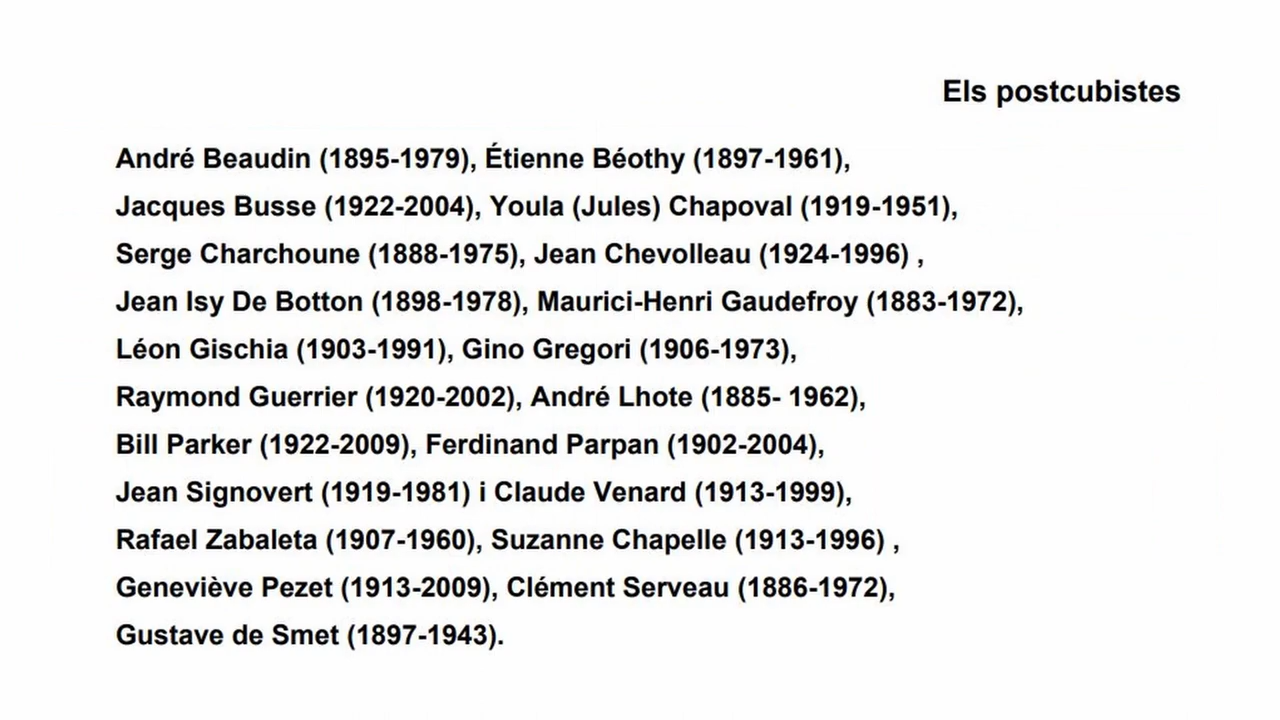 Els postcubistes
André Beaudin (1895-1979), Étienne Béothy (1897-1961),
Jacques Busse (1922-2004), Youla (Jules) Chapoval (1919-1951),
Serge Charchoune (1888-1975), Jean Chevolleau (1924-1996) ,
Jean Isy De Botton (1898-1978), Maurici-Henri Gaudefroy (1883-1972),
Léon Gischia (1903-1991), Gino Gregori (1906-1973),
Raymond Guerrier (1920-2002), André Lhote (1885- 1962),
Bill Parker (1922-2009), Ferdinand Parpan (1902-2004),
Jean Signovert (1919-1981) i Claude Venard (1913-1999),
Rafael Zabaleta (1907-1960), Suzanne Chapelle (1913-1996) ,
Geneviève Pezet (1913-2009), Clément Serveau (1886-1972),
Gustave de Smet (1897-1943).